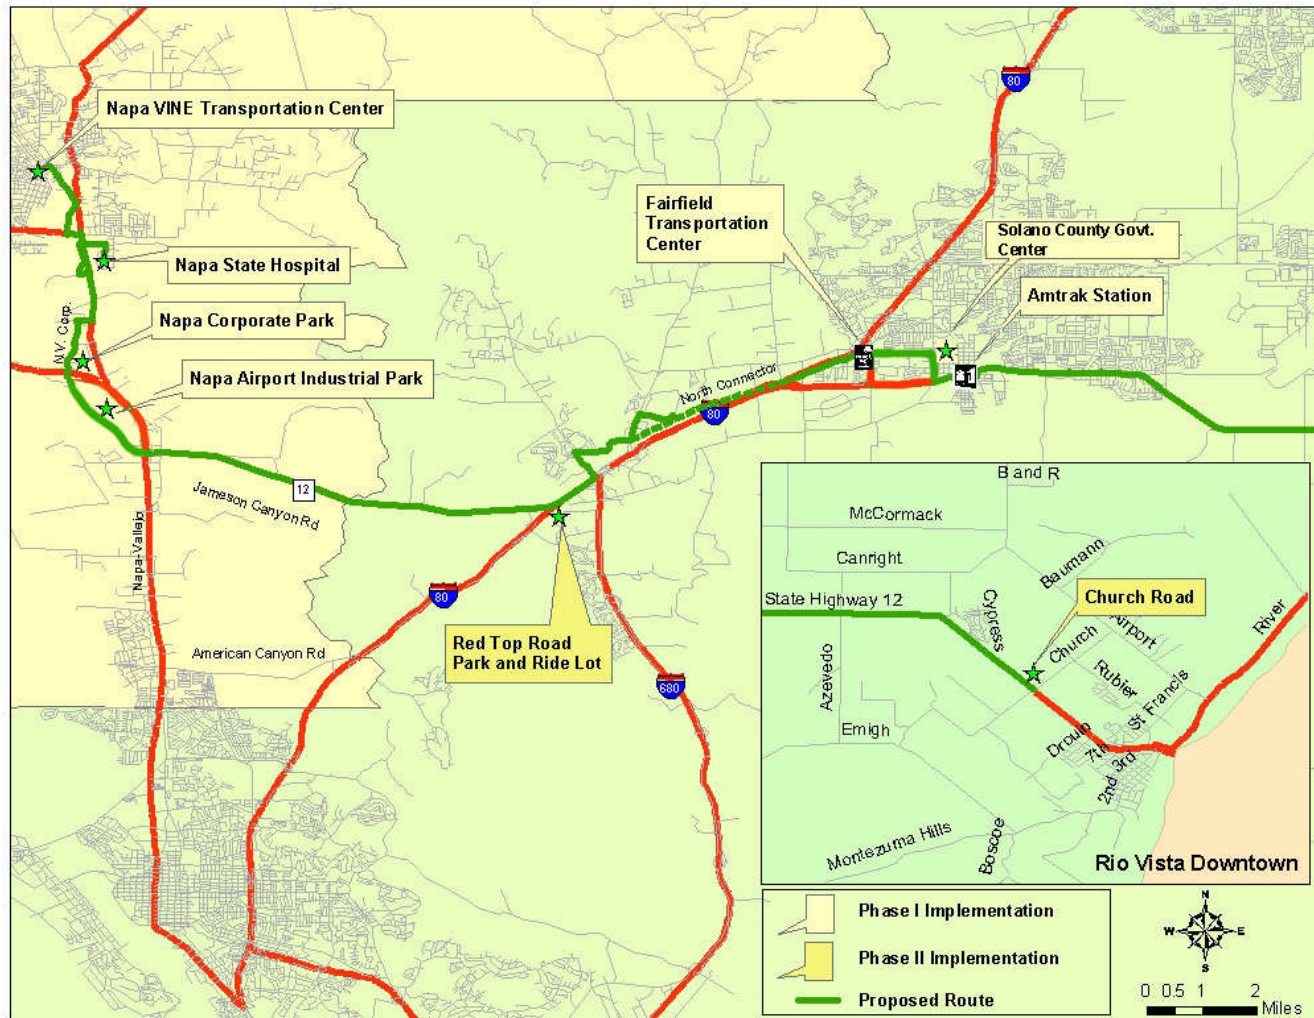 80
Napa VINE Transportation Center
Fairfield
Transportation
Center
Solano County Govt.
Center
Napa State Hospital
Amtrak Station
N.V. Corp.
Napa Corporate Park
Napa Airport Industrial Park
North Connector
80
12
Jameson Canyon Rd
Napa-Vallejo
80
Red Top Road
Park and Ride Lot
American Canyon Rd
680
B and R
McCormack
Canright
Baumann
State Highway 12
Cypress
Church Road
Airport
River
Church
Azevedo
Rubier
St Francis
Emigh
Drouin
7th
3rd
2nd
Montezuma Hills
Boscoe
Rio Vista Downtown
Phase I Implementation
Phase II Implementation
Proposed Route
N
W
E
S
0 0.5 1 2
Miles